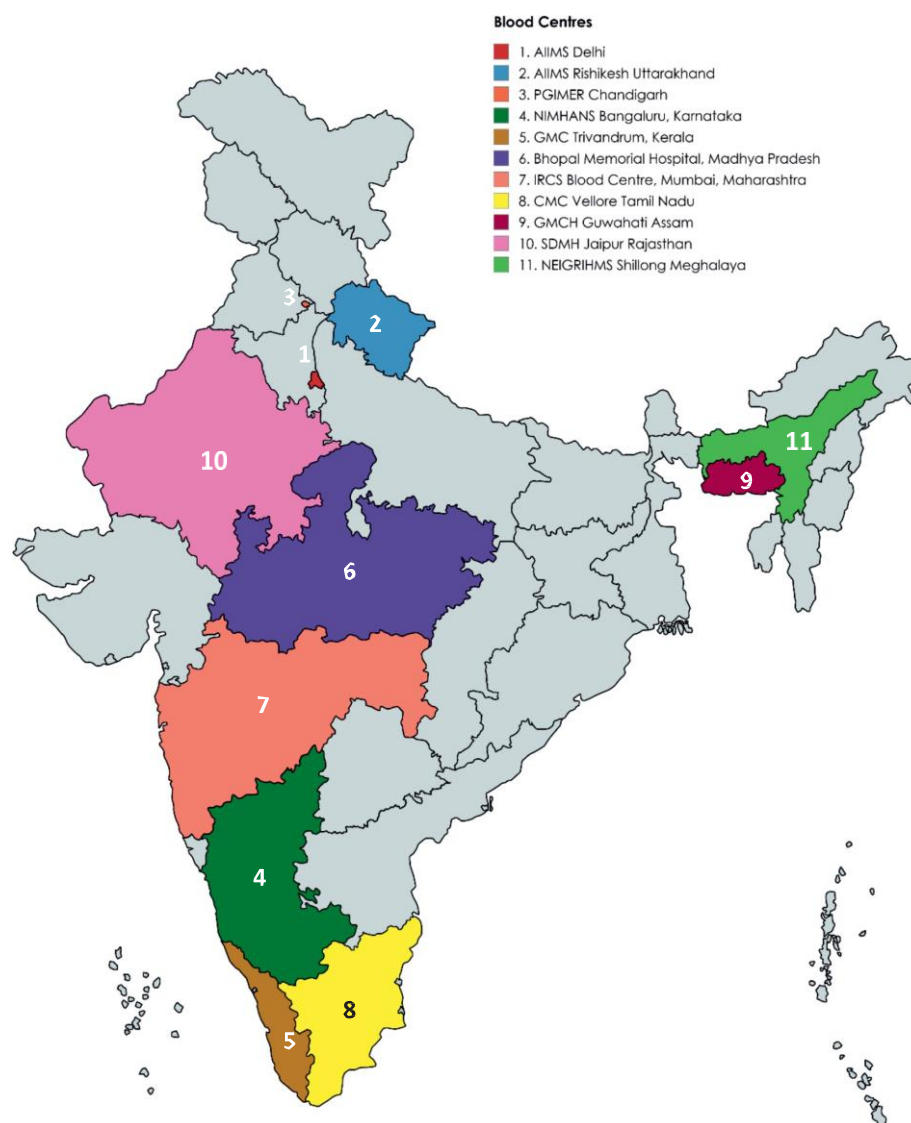 Blood Centres
1. AIIMS Delhi
2. AIIMS Rishikesh Uttarakhand
3. PGIMER Chandigarh
4. NIMHANS Bangaluru, Karnataka
5. GMC Trivandrum, Kerala
6. Bhopal Memorial Hospital, Madhya Pradesh
7. IRCS Blood Centre, Mumbai, Maharashtra
8. CMC Vellore Tamil Nadu
9. GMCH Guwahati Assam
10. SDMH Jaipur Rajasthan
11. NEIGRIHMS Shillong Meghalaya
3
2
1
11
10
9
6
7
4
8
5